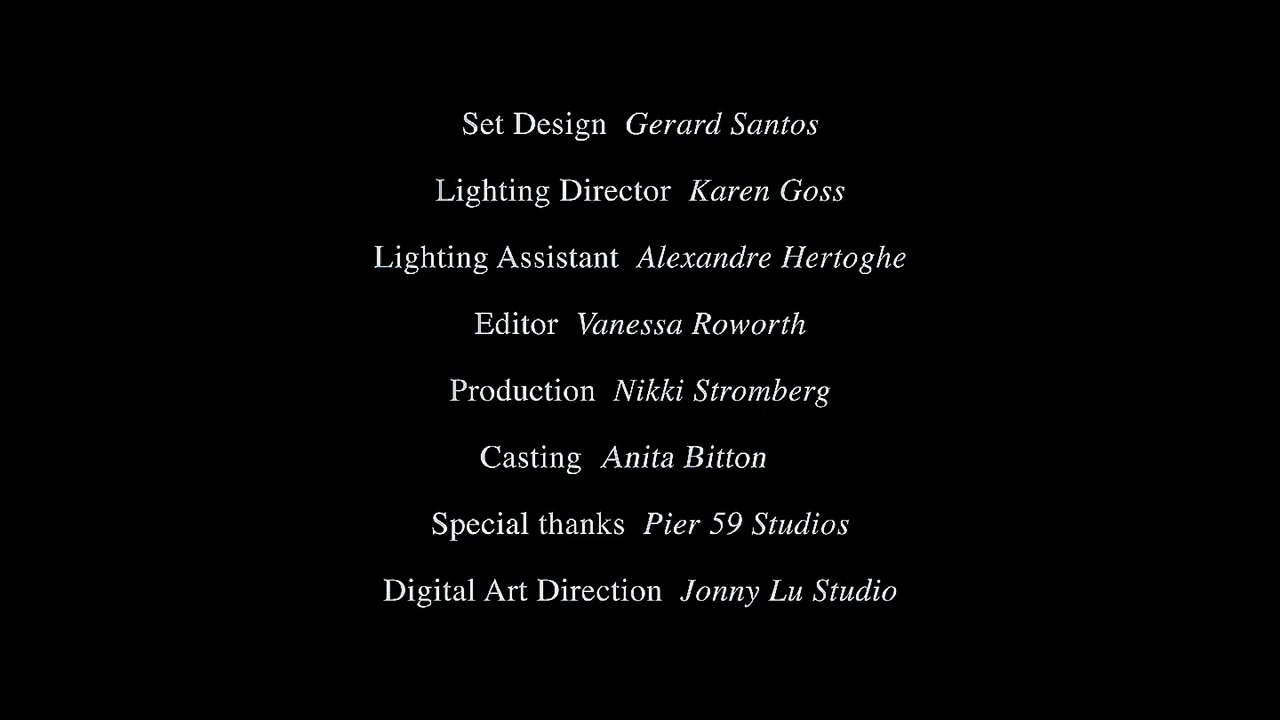 Set Design Gerard Santos
Lighting Director Karen Goss
Lighting Assistant Alexandre Hertoghe
Editor Vanessa Roworth
Production Nikki Stromberg
Casting Anita Bitton
Special thanks Pier 59 Studios
Digital Art Direction Jonny Lu Studio